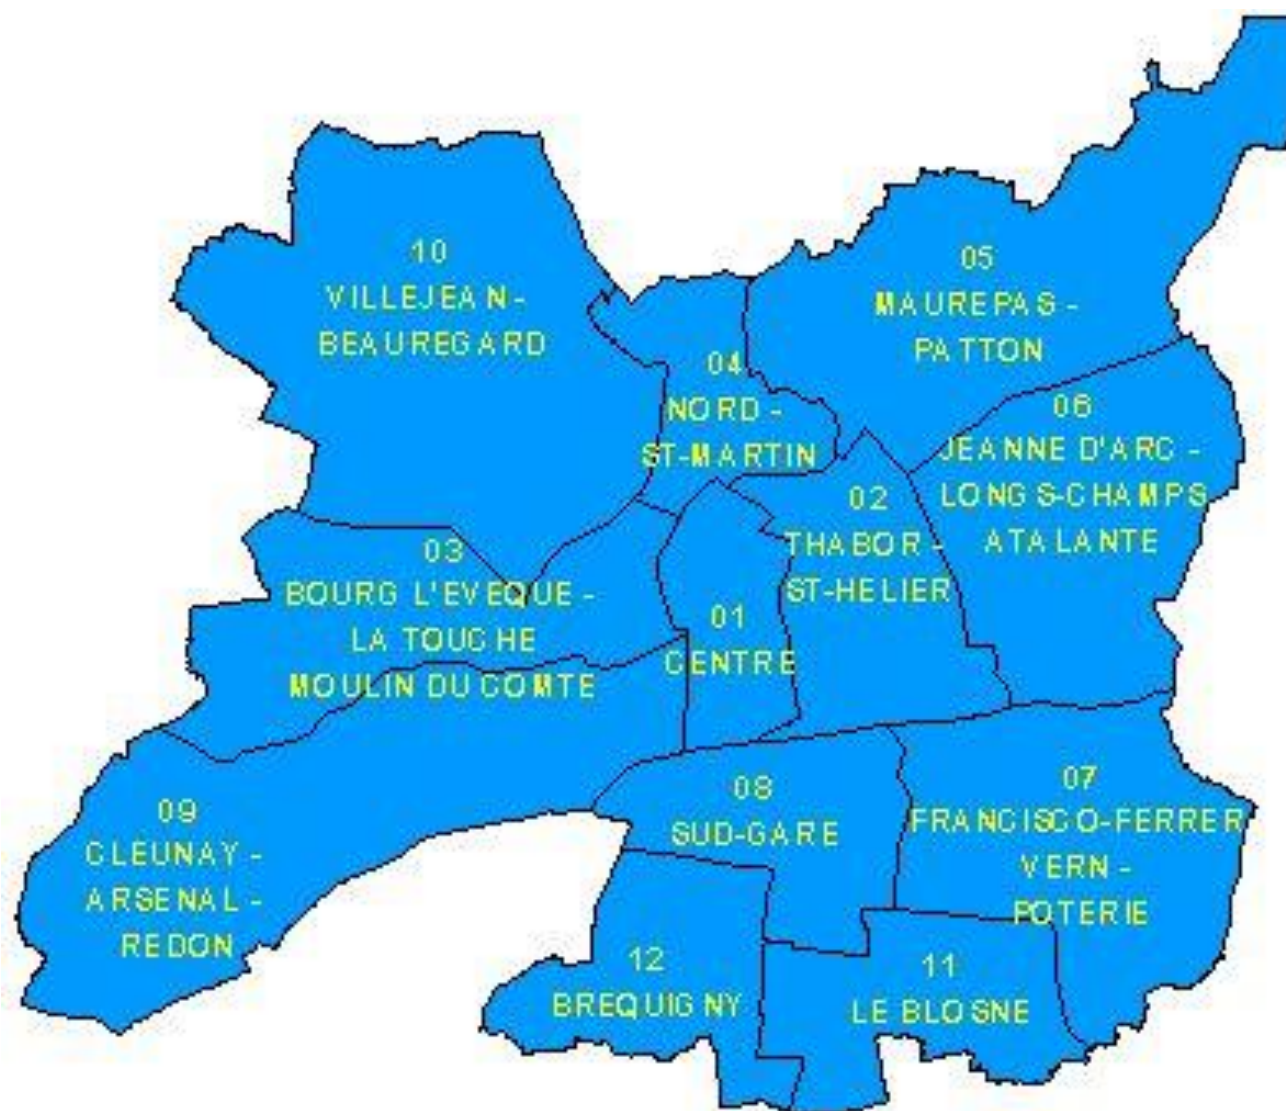 10
VILLEJEAN-
BEAUREGARD
05
MAUREPAS -
PATTON
04
NORD -
ST-MARTIN
06
JEANNE D'ARC -
LONGS-CHAMPS
ATALANTE
02
THABOR -
ST-HELIER
03
BOURG L'EVEQUE -
LA TOUCHE
MOULIN DU COMTE
01
CENTRE
09
CLEUNAY -
ARSENAL -
REDON
08
SUD-GARE
07
FRANCISCO-FERRER
VERN -
POTERIE
12
BREQUIGNY
11
LE BLOSNE